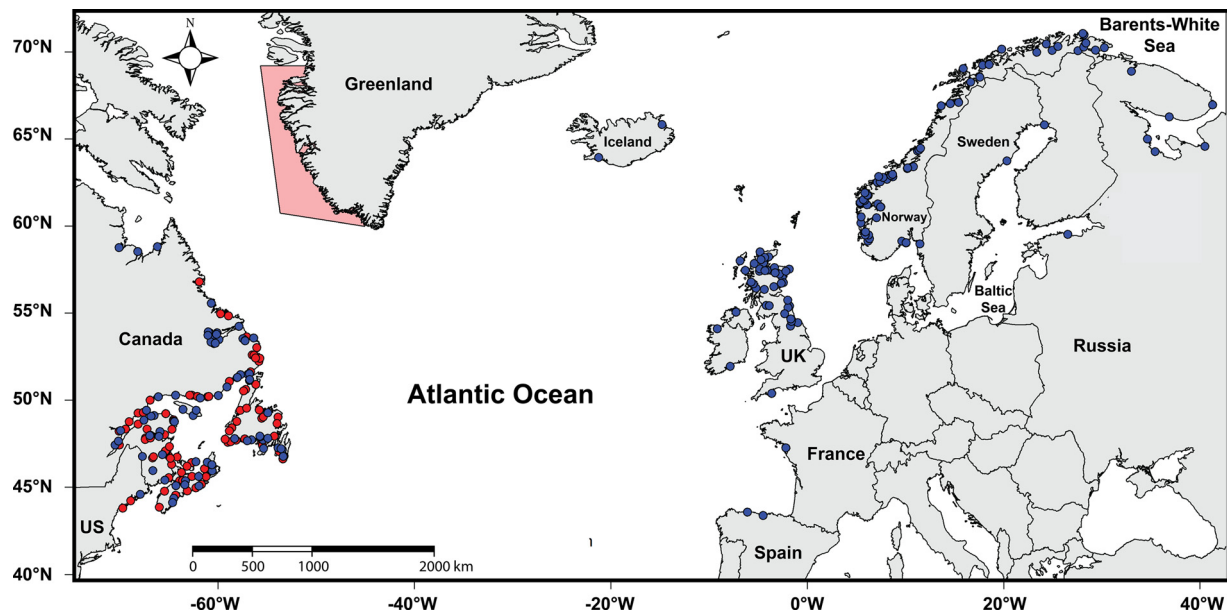 N
70°N
65°N
60°N
55°N
50°N
45°N
40°N
Barents-White
Sea
Greenland
Iceland
Sweden
Norway
Baltic
Sea
Canada
UK
Russia
Atlantic Ocean
France
US
Spain
0 500 1000 2000 km
-60°W -40°W -20°W 0°W 20°W 40°W